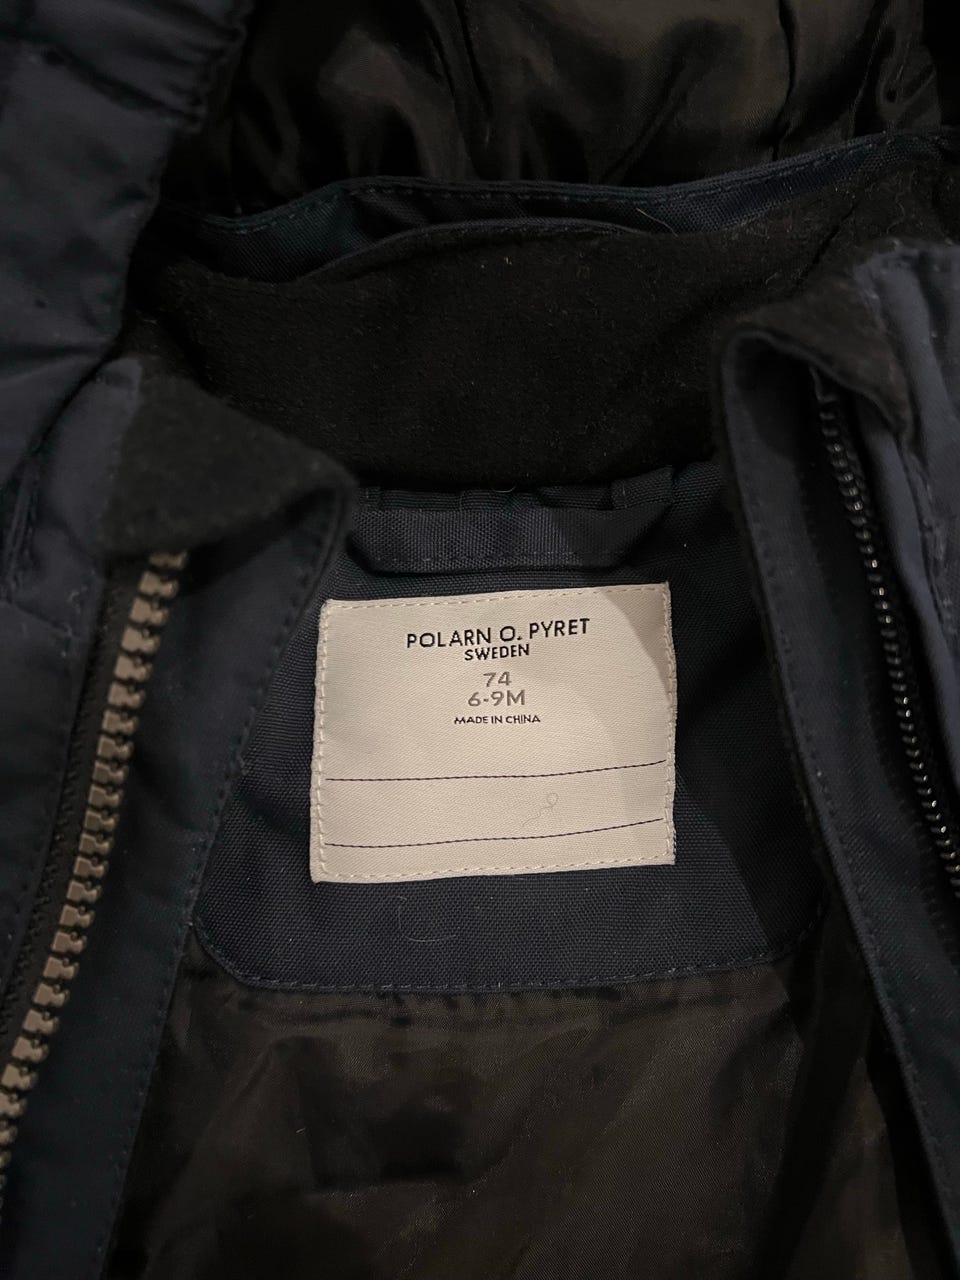 POLARN O. PYRET
SWEDEN
74
6-9M
MADE IN CHINA